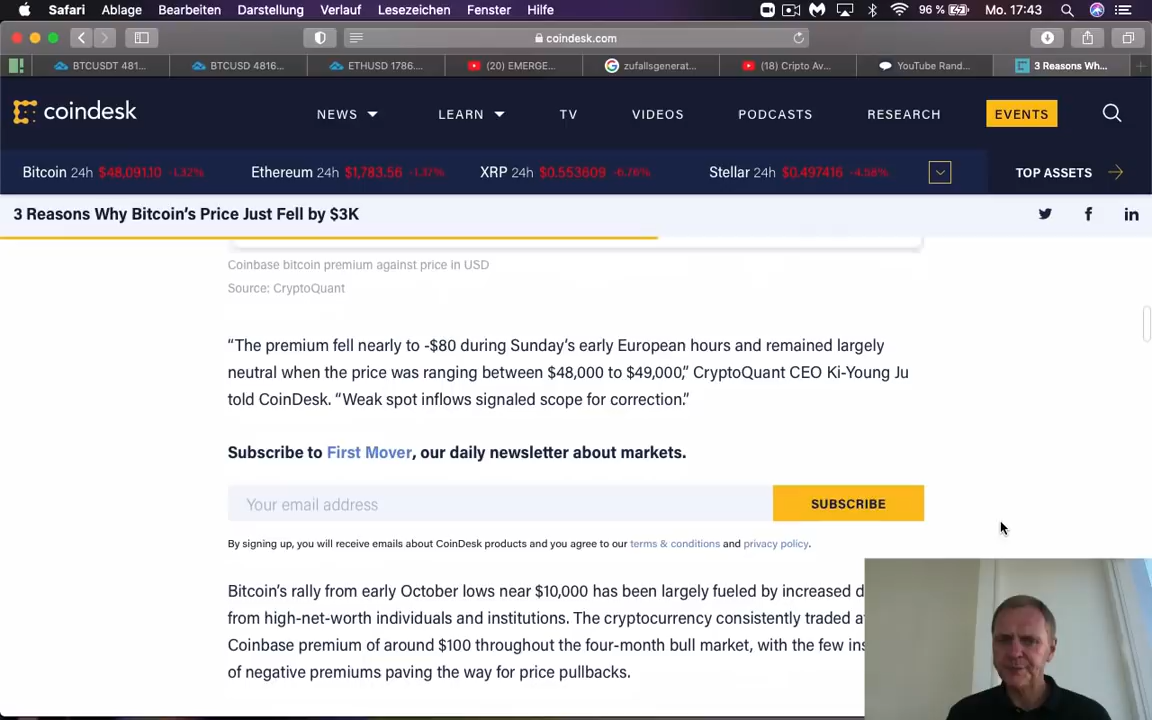 Safari Ablage Bearbeiten Darstellung Verlauf Lesezeichen Fenster Hilfe 96 % Mo. 17:43
coindesk.com
BTCUSDT 481... BTCUSD 4816... ETHUSD 1786.... (20) EMERGE... zufallsgenerat... (18) Cripto Av... YouTube Rand... 3 Reasons Wh...
coindesk NEWS LEARN TV VIDEOS PODCASTS RESEARCH EVENTS
Bitcoin 24h $48,091.10 -1.32% Ethereum 24h $1,783.56 -1.37% XRP 24h $0.553609 -6.76% Stellar 24h $0.497416 -4.58% TOP ASSETS
3 Reasons Why Bitcoin’s Price Just Fell by $3K
Coinbase bitcoin premium against price in USD
Source: CryptoQuant
“The premium fell nearly to -$80 during Sunday’s early European hours and remained largely
neutral when the price was ranging between $48,000 to $49,000,” CryptoQuant CEO Ki-Young Ju
told CoinDesk. “Weak spot inflows signaled scope for correction.”
Subscribe to First Mover, our daily newsletter about markets.
Your email address SUBSCRIBE
By signing up, you will receive emails about CoinDesk products and you agree to our terms & conditions and privacy policy.
Bitcoin’s rally from early October lows near $10,000 has been largely fueled by increased d
from high-net-worth individuals and institutions. The cryptocurrency consistently traded a
Coinbase premium of around $100 throughout the four-month bull market, with the few ins
of negative premiums paving the way for price pullbacks.